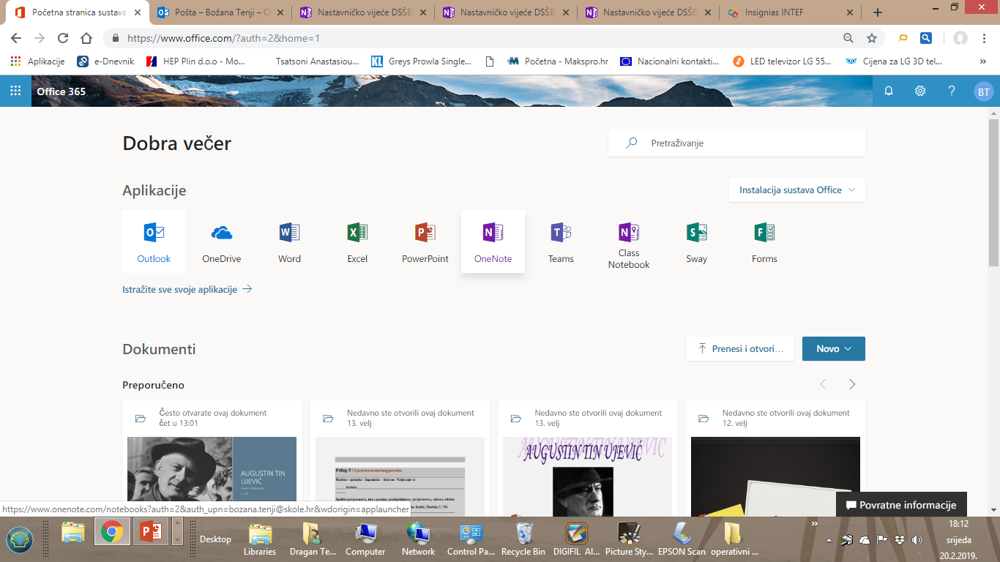 Početna stranica sustava
Pošta – Božana Tenji – O
Nastavničko vijeće DSŠB
Nastavničko vijeće DSŠB
Nastavničko vijeće DSŠB
Insignias INTEF
https://www.office.com/?auth=2&home=1
Aplikacije
e-Dnevnik
HEP Plin d.o.o - Mo...
Tsatsoni Anastasiou...
KL
Greys Prowla Single...
Početna - Makspro.hr
Nacionalni kontakti...
LED televizor LG 55...
Cijena za LG 3D tel...
»
Office 365
?
BT
Dobra večer
Pretraživanje
Aplikacije
Instalacija sustava Office
Outlook
OneDrive
Word
Excel
PowerPoint
OneNote
Teams
Class
Notebook
Sway
Forms
Istražite sve svoje aplikacije
Dokumenti
Prenesi i otvori...
Novo
Preporučeno
Često otvarate ovaj dokument
čet u 13:01
Nedavno ste otvorili ovaj dokument
13. velj
Nedavno ste otvorili ovaj dokument
13. velj
Nedavno ste otvorili ovaj dokument
12. velj
AUGUSTIN TIN
UJEVIĆ
Prilog 5
AUGUSTIN TIN UJEVIĆ
https://www.onenote.com/notebooks?auth=2&auth_upn=bozana.tenji@skole.hr&wdorigin=applauncher
Povratne informacije
Desktop
Libraries
Dragan Te...
Computer
Network
Control Pa...
Recycle Bin
DIGIFIL AI...
Picture Sty...
EPSON Scan
operativni ...
»
18:12
srijeda
20.2.2019.